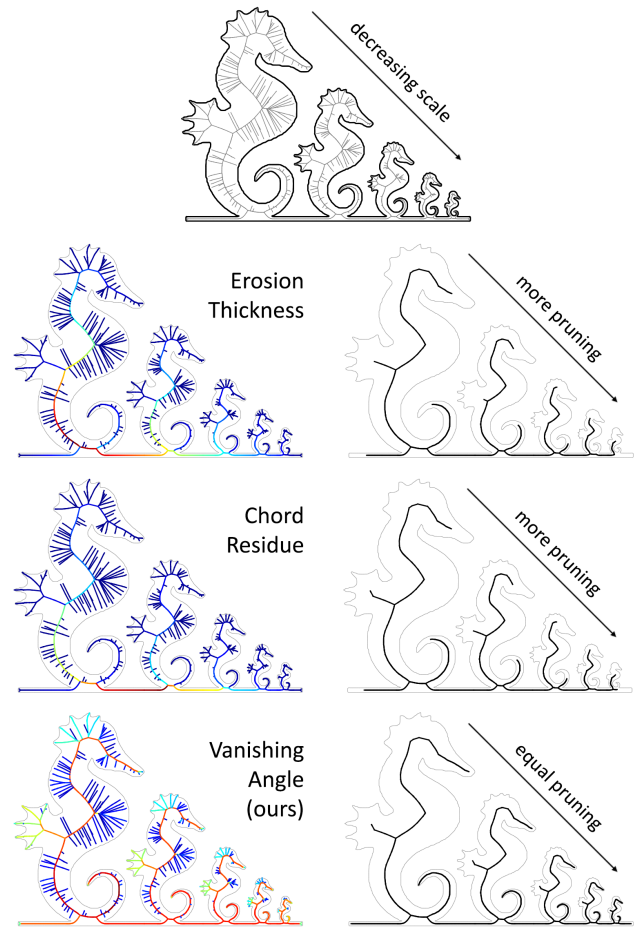 decreasing scale
Erosion
Thickness
more pruning
Chord
Residue
more pruning
Vanishing
Angle
(ours)
equal pruning